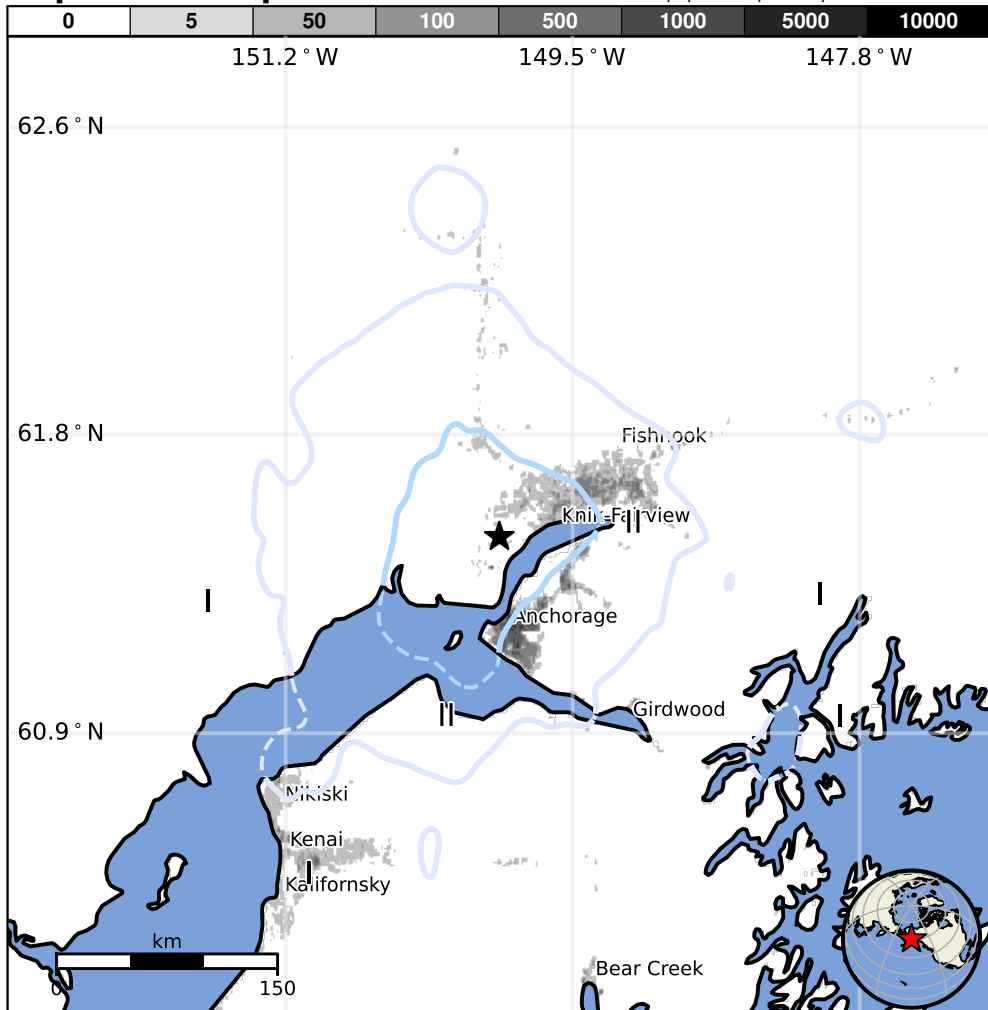 0 5 50 100 500 1000 5000 10000
151.2°W 149.5°W 147.8°W
62.6°N
61.8°N
Fishhook
Knik-Fairview
II
I
I
Anchorage
Girdwood
II
I
60.9°N
Nikiski
Kenai
I
Kalifornsky
km
Bear Creek
0 150